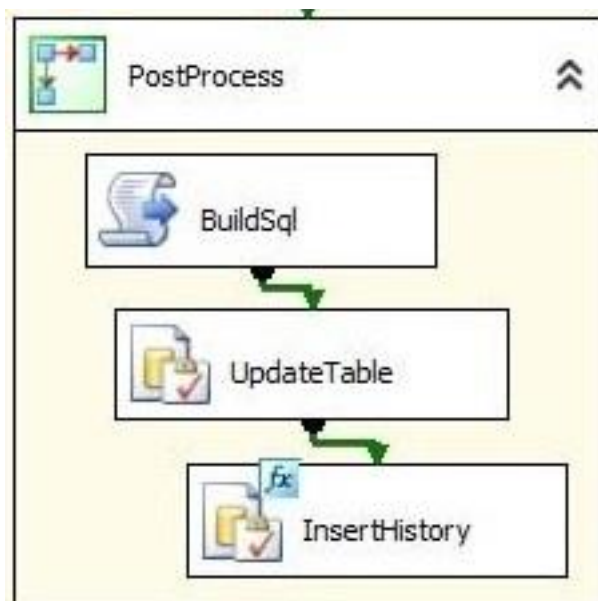 PostProcess
BuildSql
UpdateTable
fx
InsertHistory